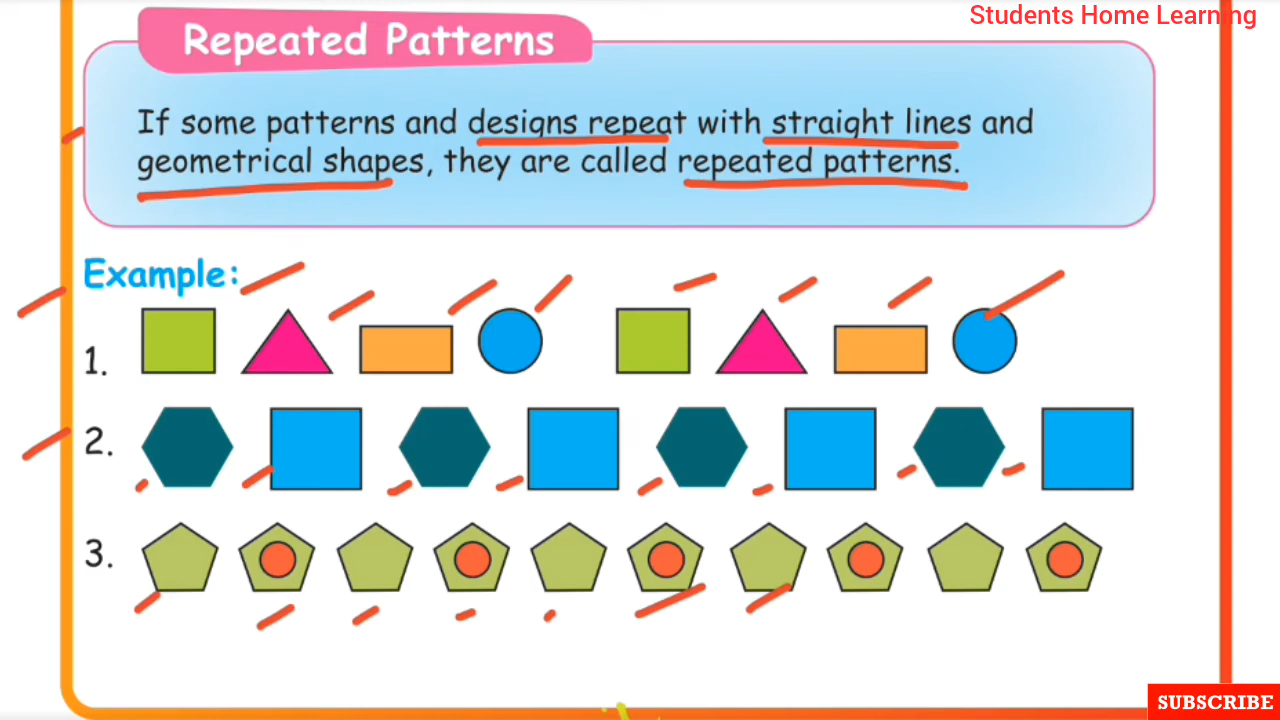 Students Home Learning
Repeated Patterns
If some patterns and designs repeat with straight lines and
geometrical shapes, they are called repeated patterns.
Example:
1.
2.
3.
SUBSCRIBE